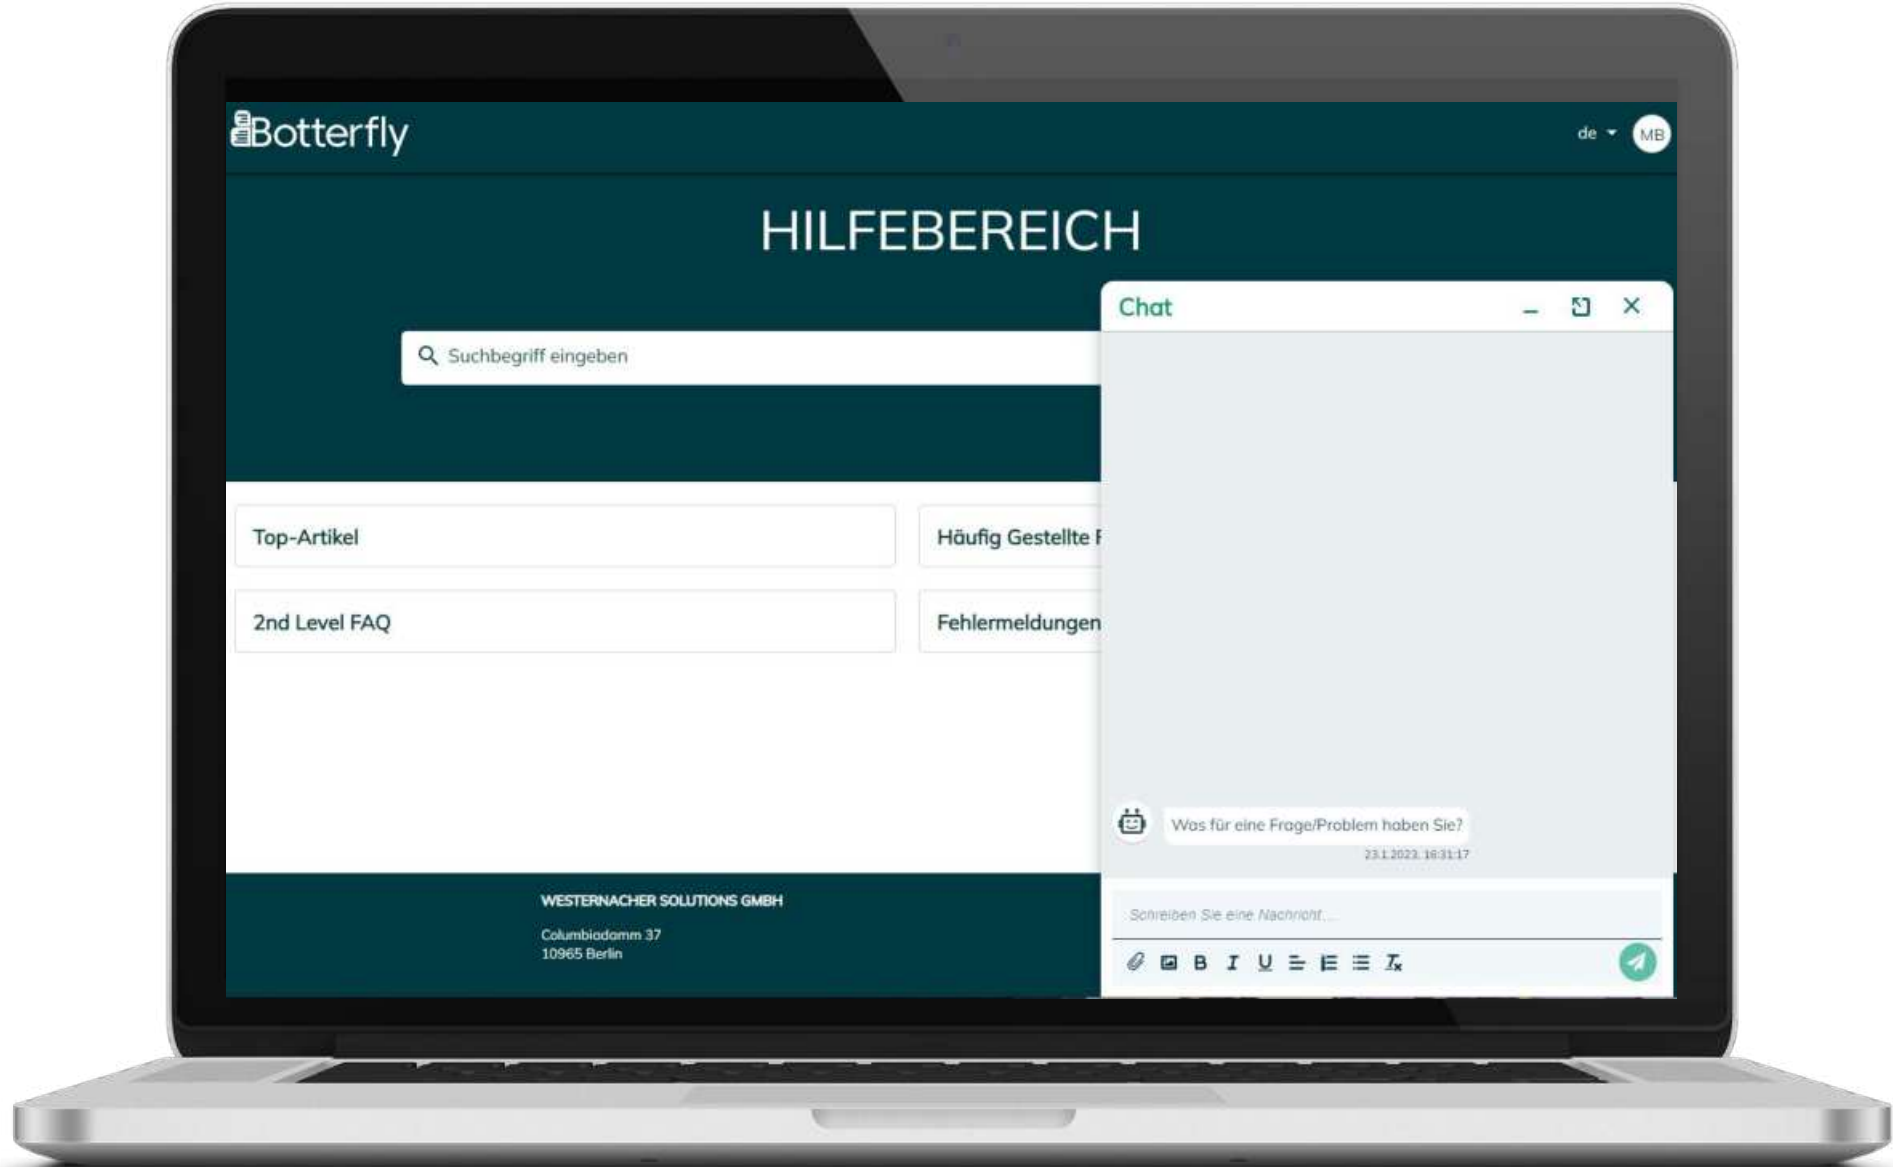 Botterfly
de
MB
HILFEBEREICH
Suchbegriff eingeben
Chat
Top-Artikel
Häufig Gestellte F
2nd Level FAQ
Fehlermeldungen
Was für eine Frage/Problem haben Sie?
23.1.2023, 16:31:17
WESTERNACHER SOLUTIONS GMBH
Columbiadamm 37
10965 Berlin
Schreiben Sie eine Nachricht...
B I U